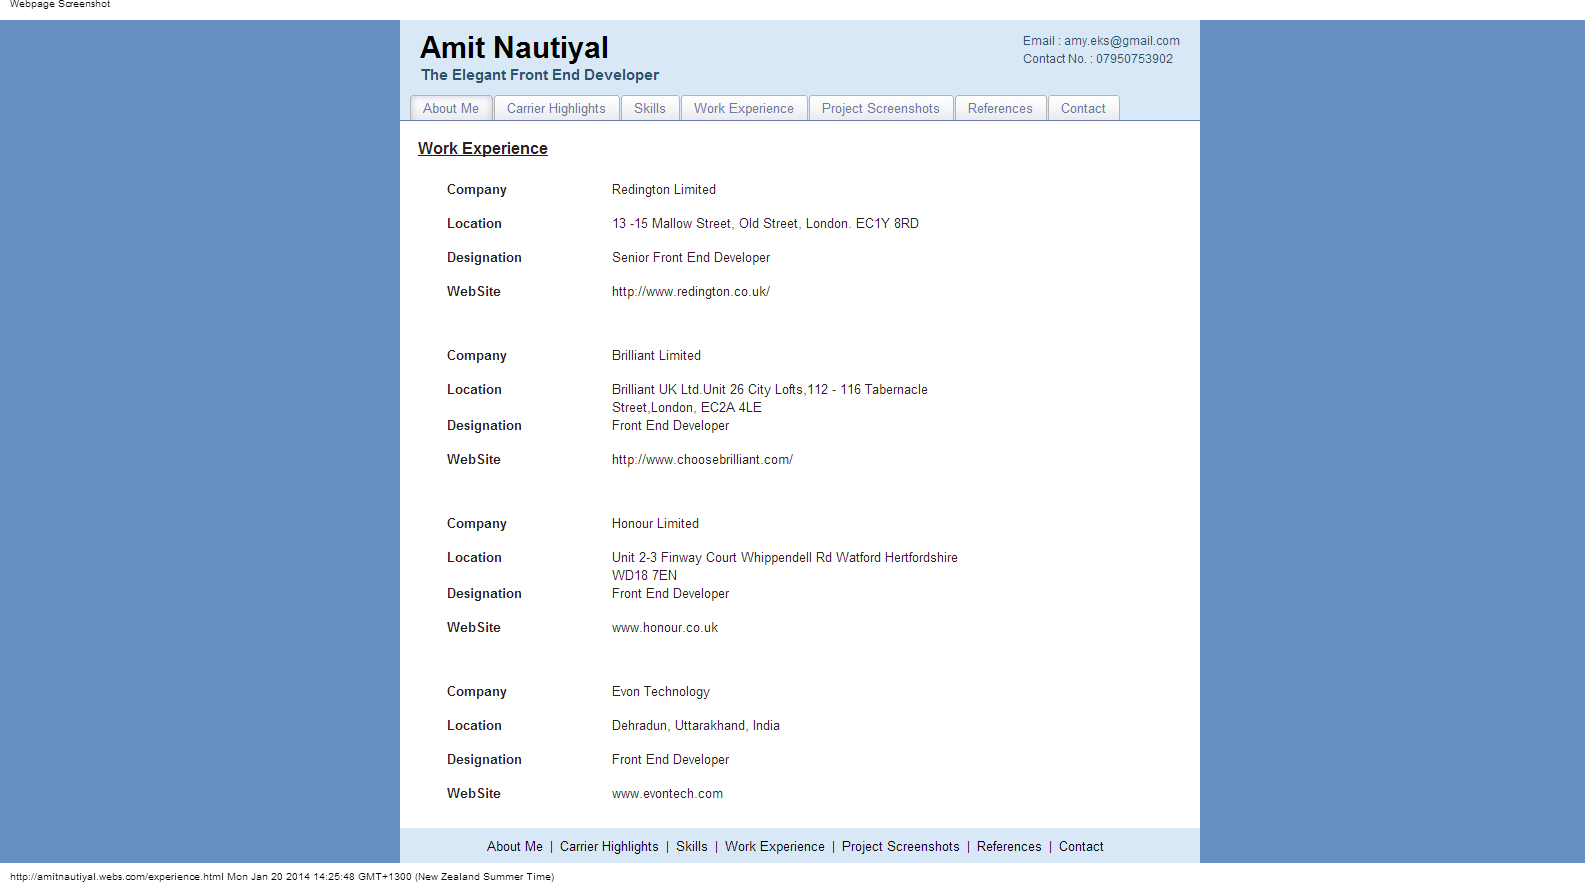 Webpage Screenshot
Amit Nautiyal
The Elegant Front End Developer
Email : amy.eks@gmail.com
Contact No. : 07950753902
About Me Carrier Highlights Skills Work Experience Project Screenshots References Contact
Work Experience
Company Redington Limited
Location 13 -15 Mallow Street, Old Street, London. EC1Y 8RD
Designation Senior Front End Developer
WebSite http://www.redington.co.uk/
Company Brilliant Limited
Location Brilliant UK Ltd.Unit 26 City Lofts,112 - 116 Tabernacle
Street,London, EC2A 4LE
Designation Front End Developer
WebSite http://www.choosebrilliant.com/
Company Honour Limited
Location Unit 2-3 Finway Court Whippendell Rd Watford Hertfordshire
WD18 7EN
Designation Front End Developer
WebSite www.honour.co.uk
Company Evon Technology
Location Dehradun, Uttarakhand, India
Designation Front End Developer
WebSite www.evontech.com
About Me | Carrier Highlights | Skills | Work Experience | Project Screenshots | References | Contact
http://amitnautiyal.webs.com/experience.html Mon Jan 20 2014 14:25:48 GMT+1300 (New Zealand Summer Time)